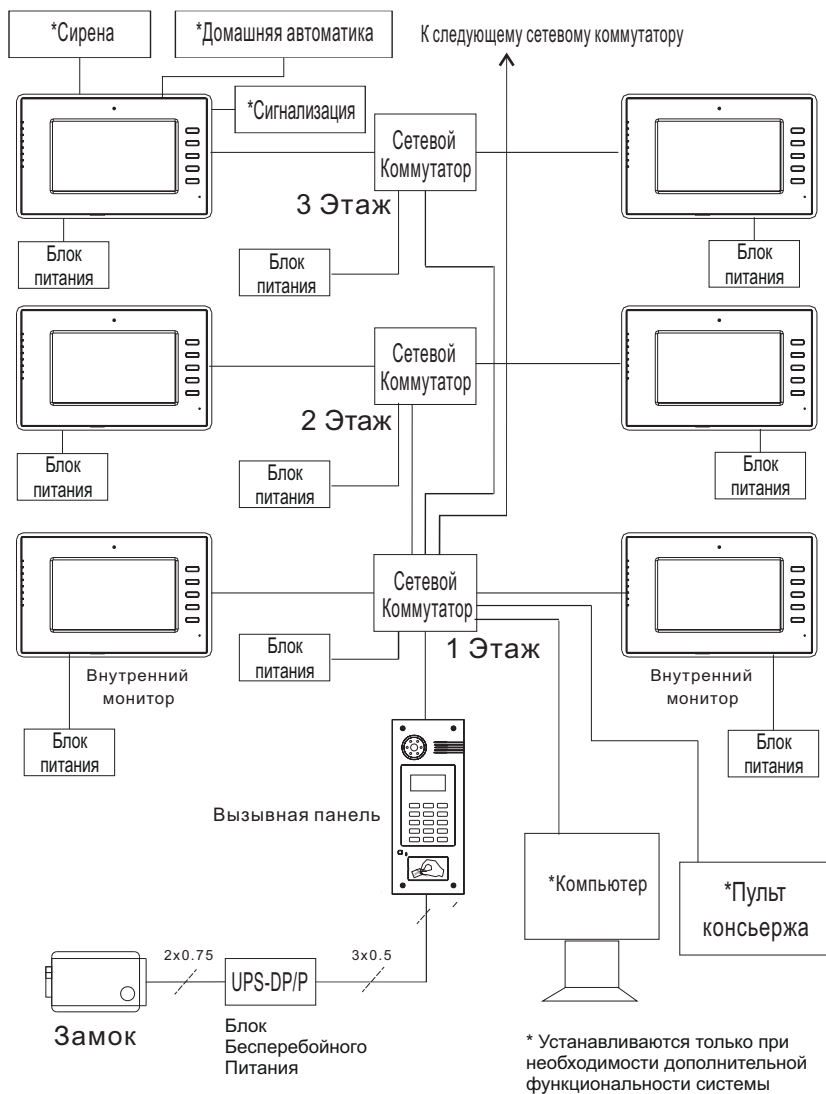 *Сирена
*Домашняя автоматика
К следующему сетевому коммутатору
*Сигнализация
Сетевой
Коммутатор
3 Этаж
Блок
питания
Блок
питания
Блок
питания
Сетевой
Коммутатор
2 Этаж
Блок
питания
Блок
питания
Блок
питания
Сетевой
Коммутатор
1 Этаж
Блок
питания
Внутренний
монитор
Внутренний
монитор
Блок
питания
Блок
питания
Вызывная панель
*Компьютер
*Пульт
консьержа
2x0.75
UPS-DP/P
3x0.5
Замок
Блок
Бесперебойного
Питания
* Устанавливаются только при
необходимости дополнительной
функциональности системы